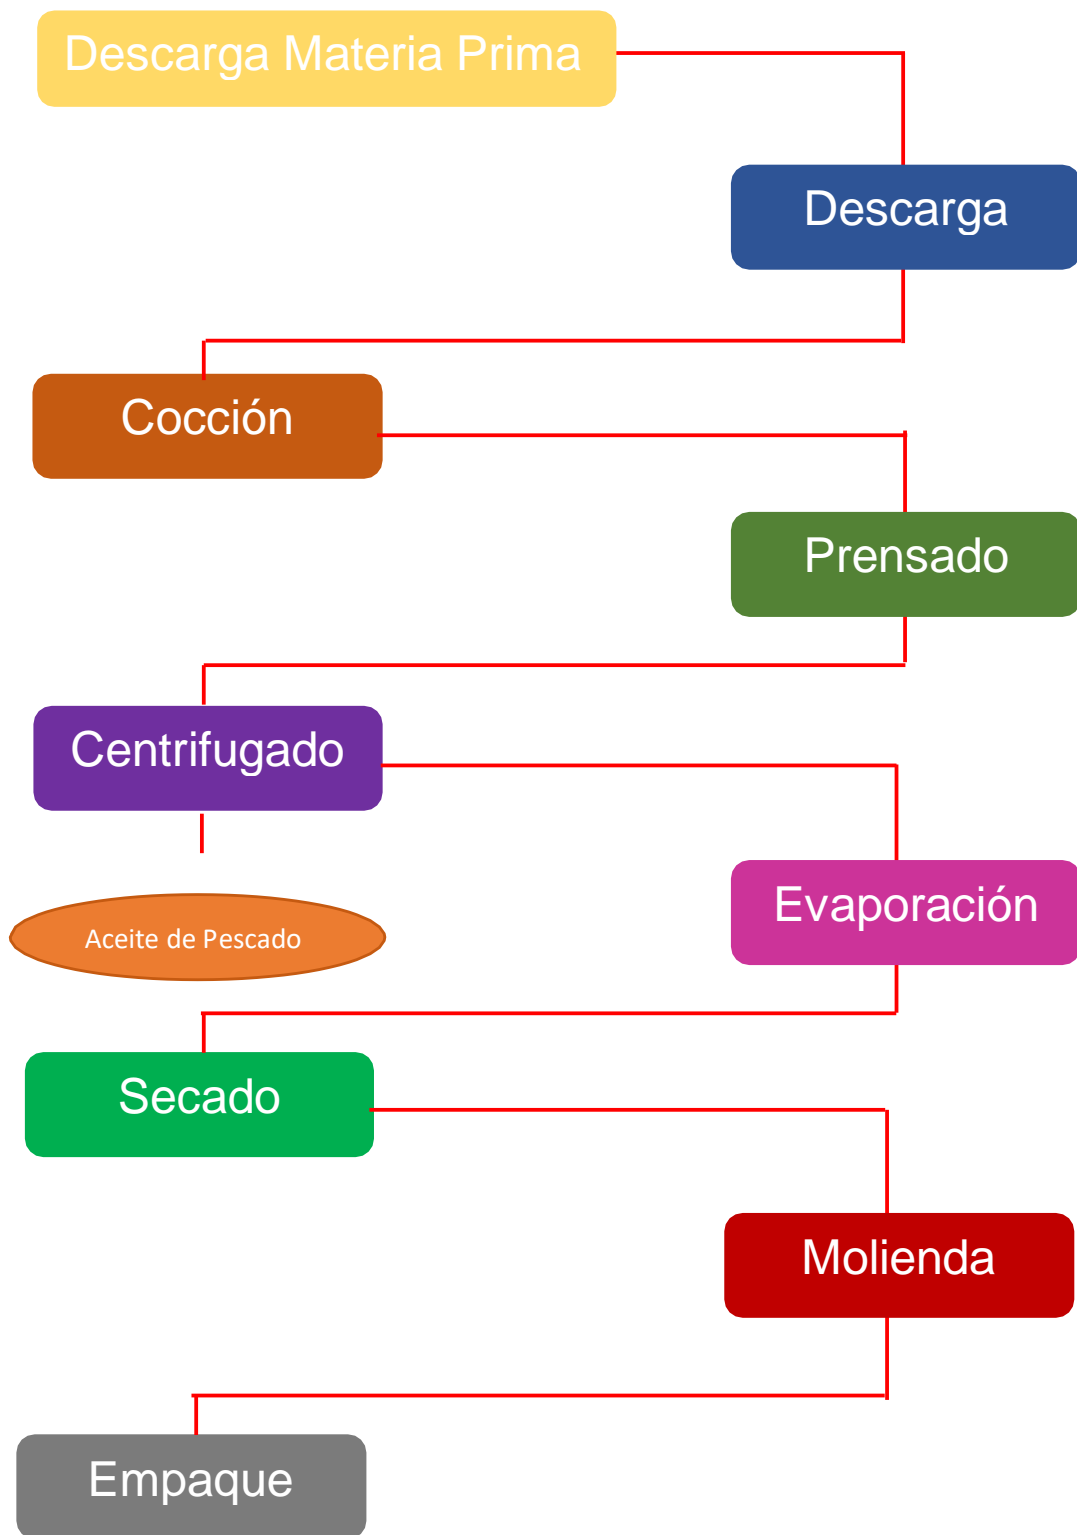 Descarga Materia Prima
Descarga
Cocción
Prensado
Centrifugado
Evaporación
Aceite de Pescado
Secado
Molienda
Empaque